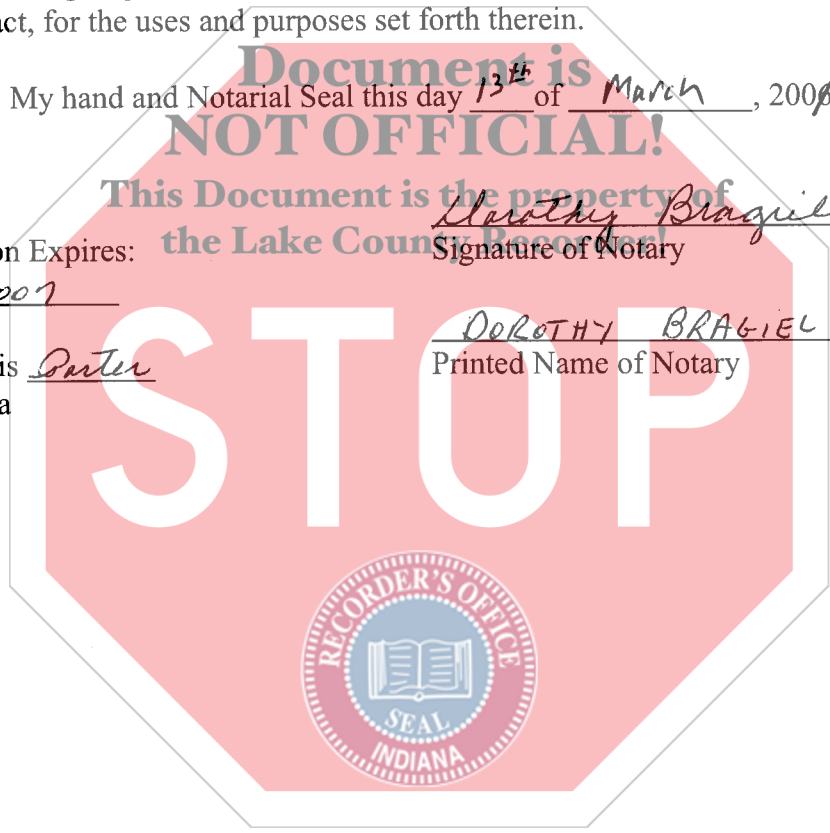 act, for the uses and purposes set forth therein.
Document is
My hand and Notarial Seal this day 13th of March, 200
NOT OFFICIAL!
This Document is the property of
the Lake County Recorder!
Dorothy Bragiel
on Expires:
Signature of Notary
007
DOROTHY BRAGIEL
is Porter
Printed Name of Notary
a
STOP
RECORDER'S OFFICE
SEAL
INDIANA